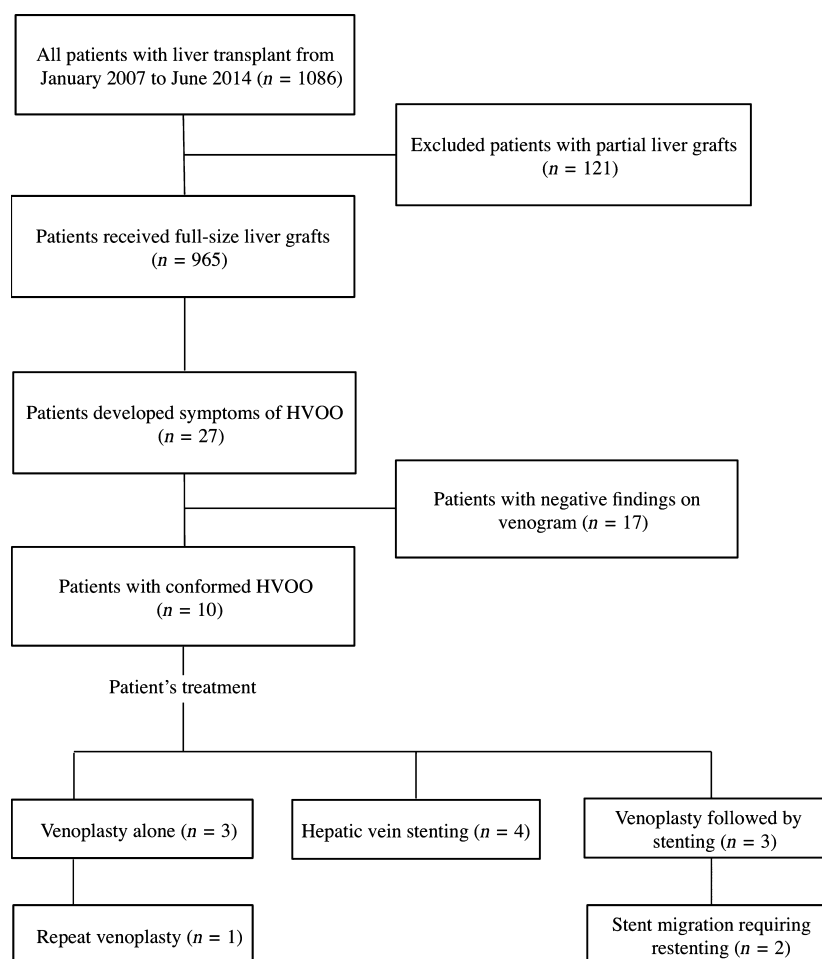 All patients with liver transplant from
January 2007 to June 2014 (n = 1086)
Excluded patients with partial liver grafts
(n = 121)
Patients received full-size liver grafts
(n = 965)
Patients developed symptoms of HVOO
(n = 27)
Patients with negative findings on
venogram (n = 17)
Patients with conformed HVOO
(n = 10)
Patient's treatment
Venoplasty alone (n = 3)
Hepatic vein stenting (n = 4)
Venoplasty followed by
stenting (n = 3)
Repeat venoplasty (n = 1)
Stent migration requiring
restenting (n = 2)